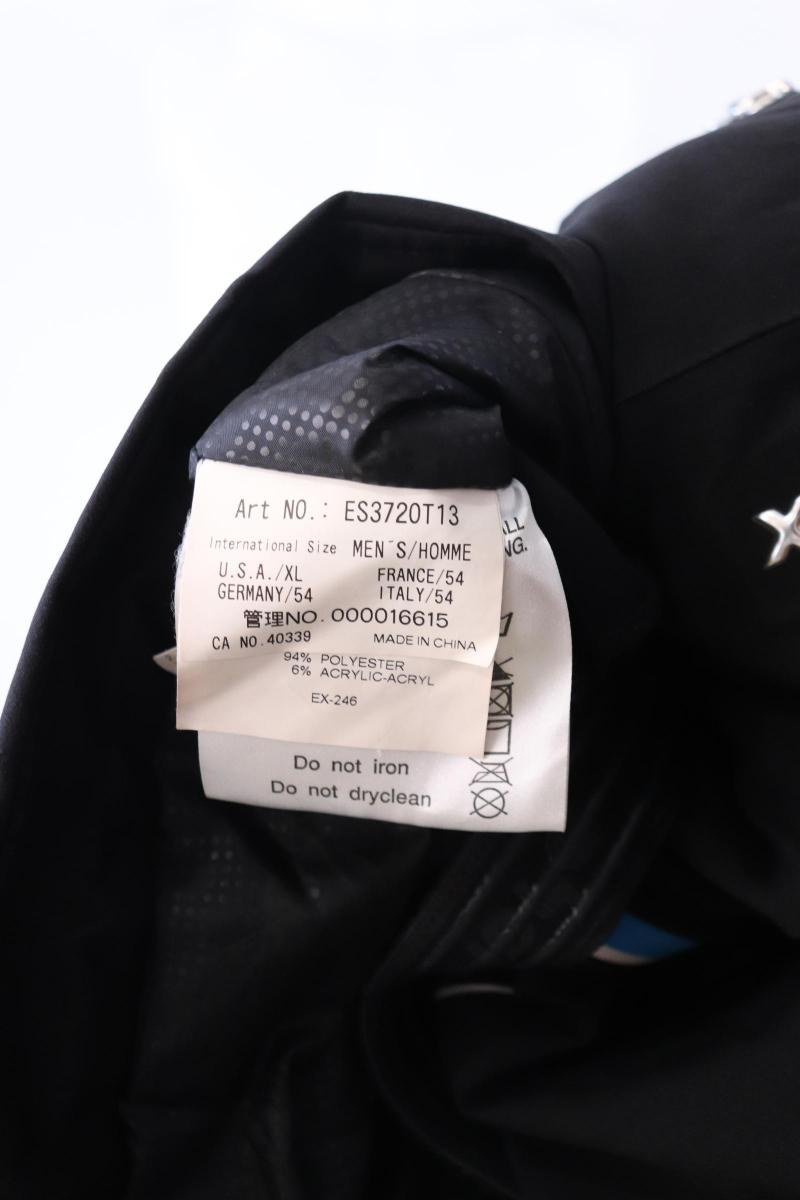 Art NO.: ES3720T13
International Size MEN'S/HOMME
U.S.A./XL FRANCE/54
GERMANY/54 ITALY/54
管理NO. 000016615
CA NO.40339 MADE IN CHINA
94% POLYESTER
6% ACRYLIC-ACRYL
EX-246
Do not iron
Do not dryclean